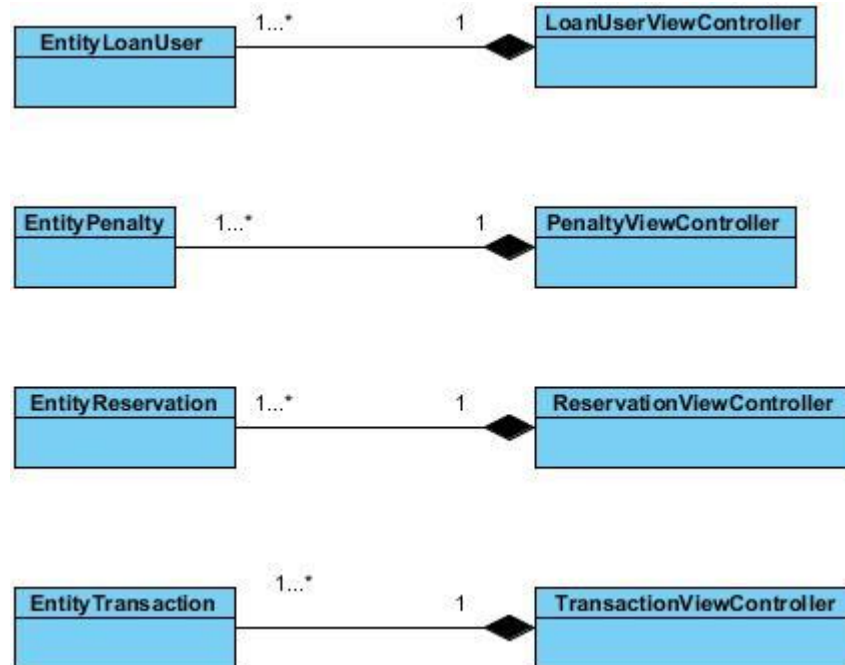 1...* 1 LoanUserViewController
EntityLoanUser
EntityPenalty 1...* 1 PenaltyViewController
EntityReservation 1...* 1 ReservationViewController
1...*
EntityTransaction 1 TransactionViewController